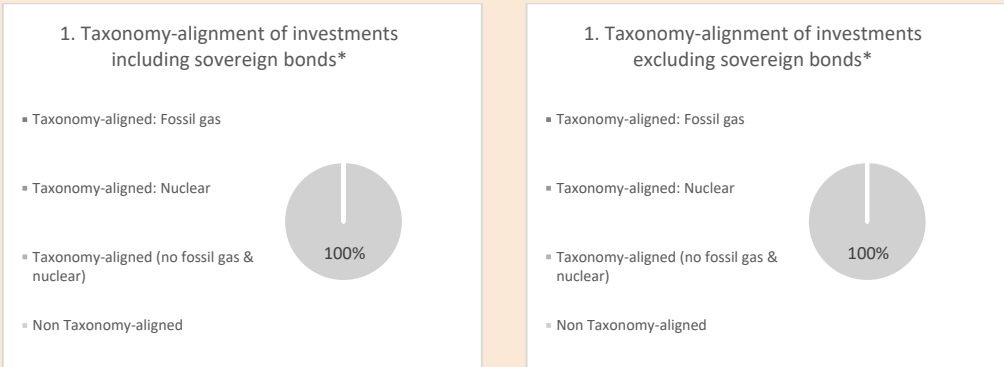 1. Taxonomy-alignment of investments
including sovereign bonds*
Taxonomy-aligned: Fossil gas
Taxonomy-aligned: Nuclear
Taxonomy-aligned (no fossil gas &
nuclear)
Non Taxonomy-aligned
100%
1. Taxonomy-alignment of investments
excluding sovereign bonds*
Taxonomy-aligned: Fossil gas
Taxonomy-aligned: Nuclear
Taxonomy-aligned (no fossil gas &
nuclear)
Non Taxonomy-aligned
100%